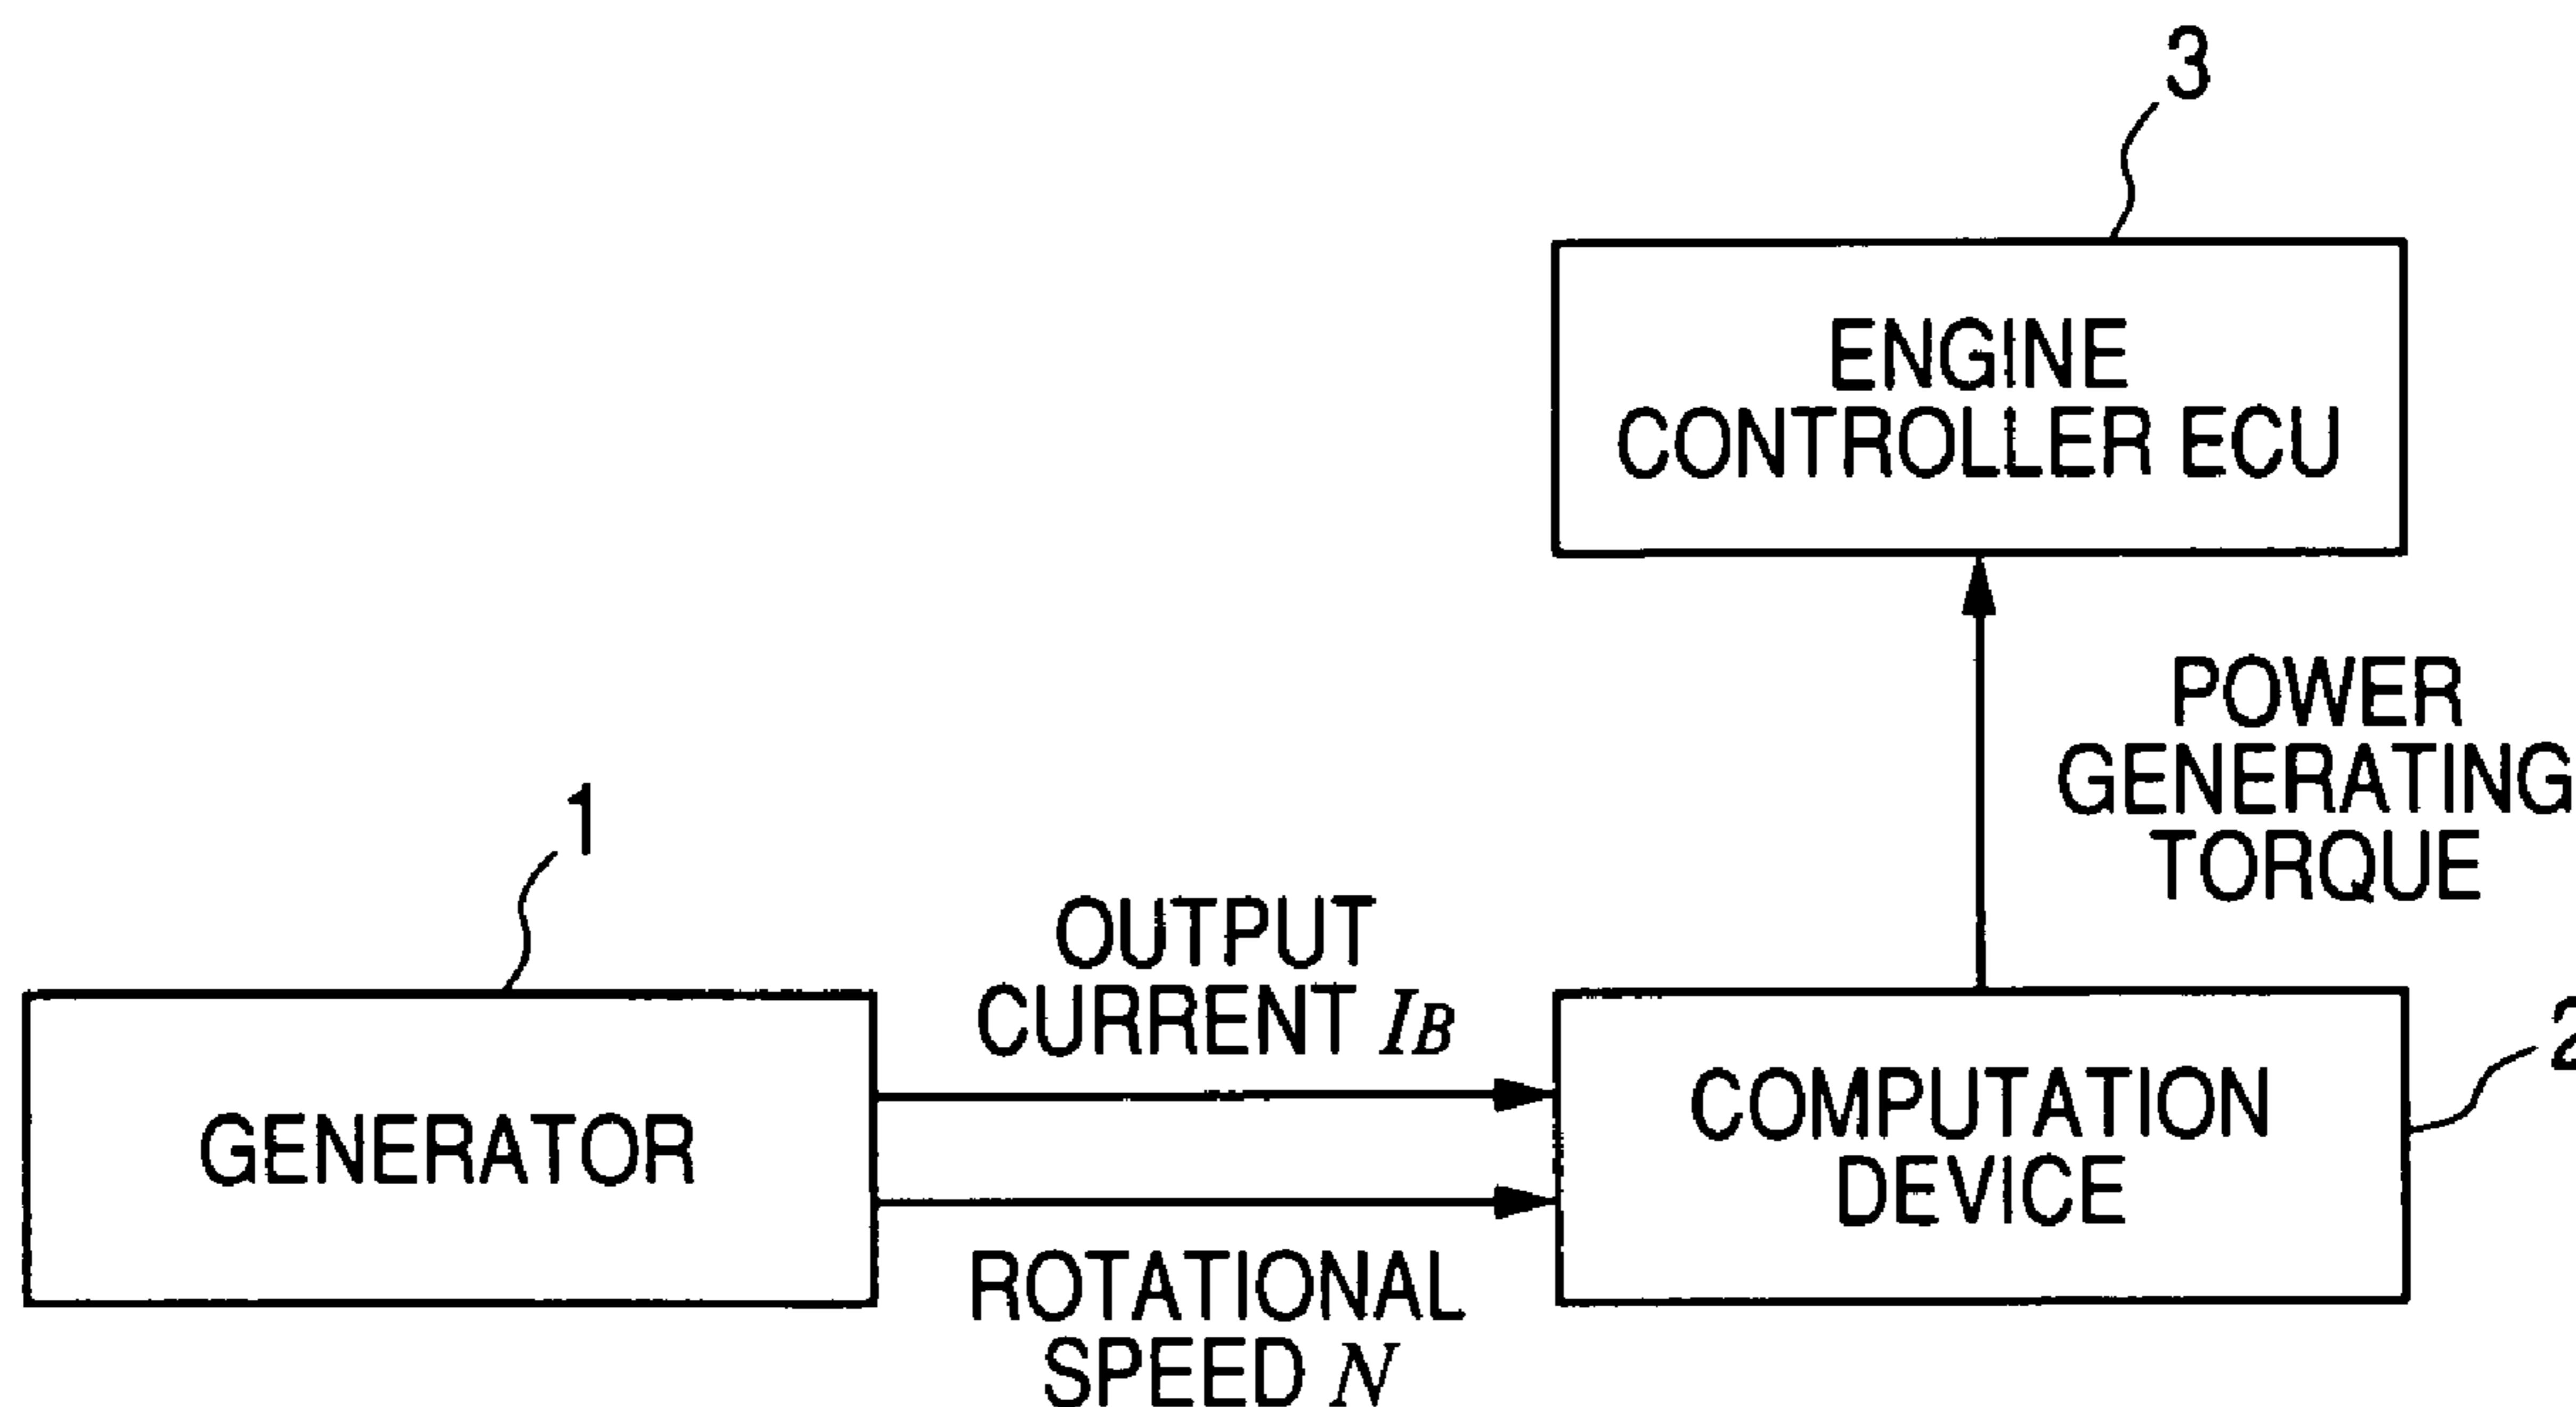 3
ENGINE
CONTROLLER ECU
POWER
GENERATING
TORQUE
1
OUTPUT
CURRENT IB
GENERATOR
COMPUTATION
DEVICE
2
ROTATIONAL
SPEED N